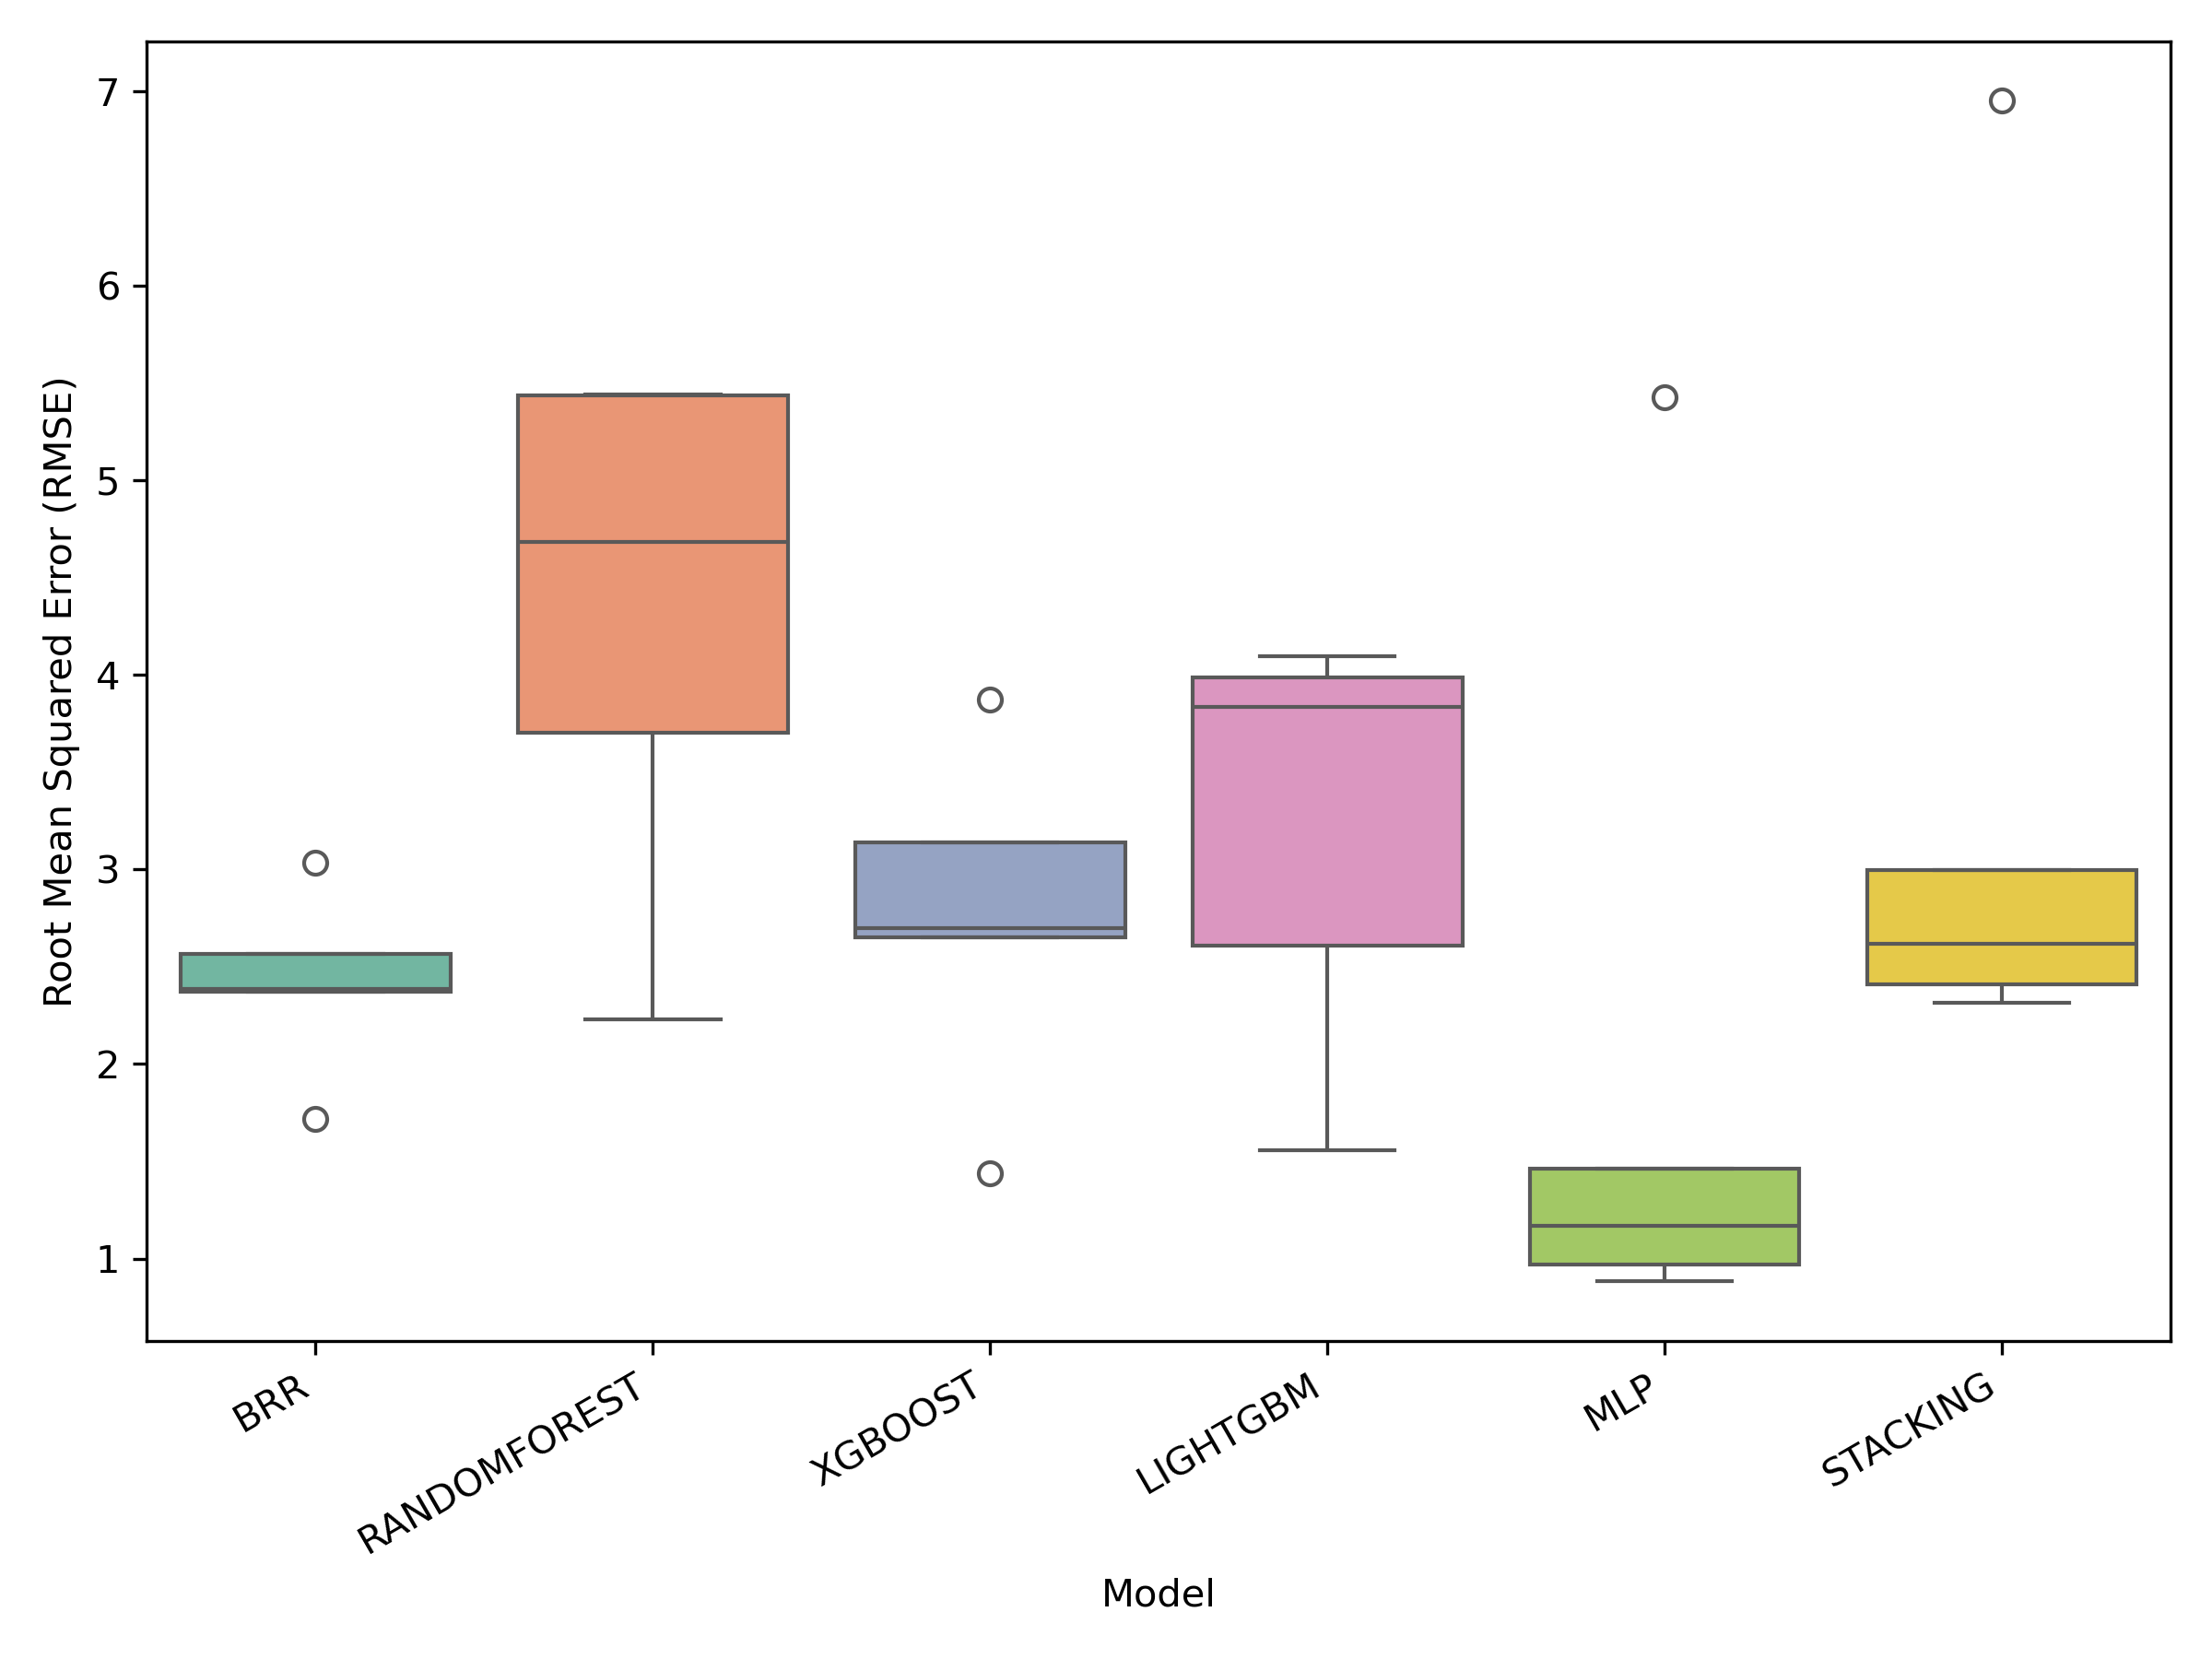 Root Mean Squared Error (RMSE)
7
6
5
4
3
2
1
BRR
RANDOMFOREST
XGBOOST
LIGHTGBM
MLP
STACKING
Model